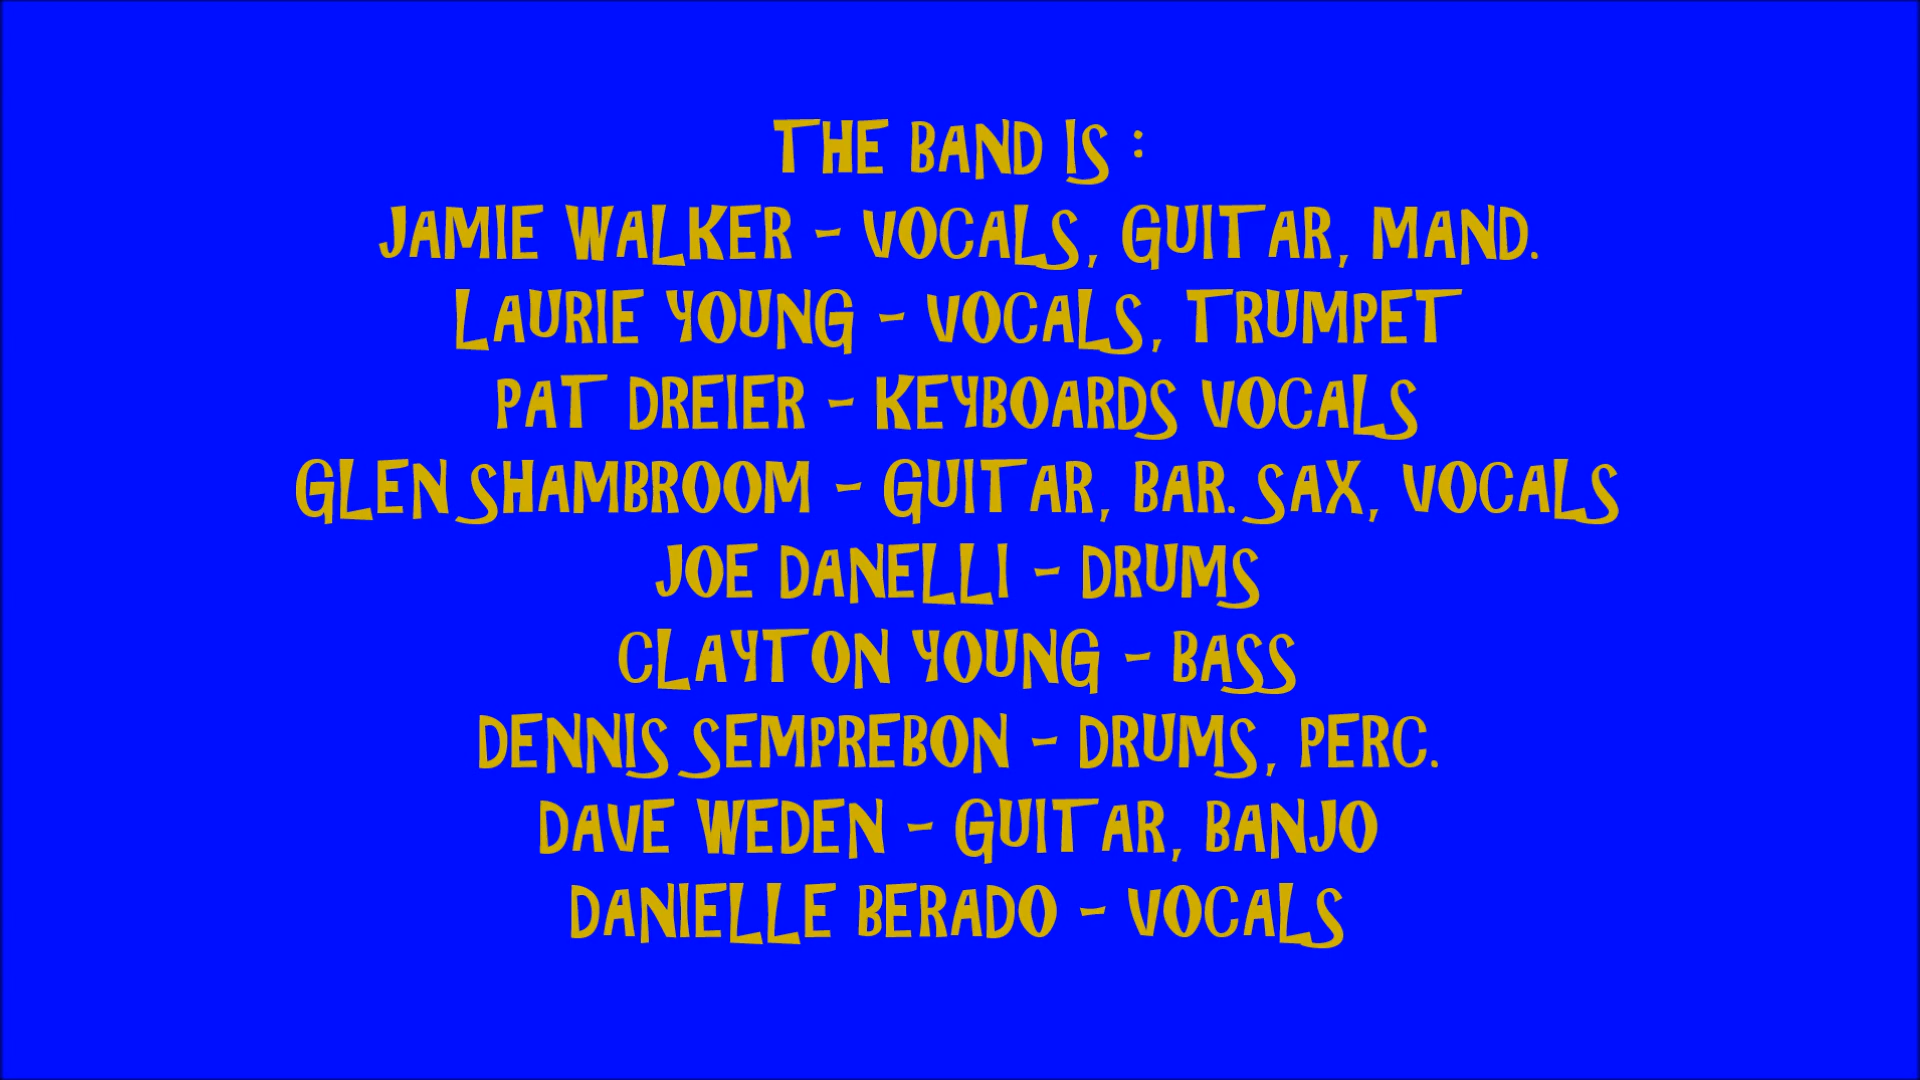 THE BAND IS :
JAMIE WALKER - VOCALS, GUITAR, MAND.
LAURIE YOUNG - VOCALS, TRUMPET
PAT DREIER - KEYBOARDS VOCALS
GLEN SHAMBROOM - GUITAR, BAR. SAX, VOCALS
JOE DANELLI - DRUMS
CLAYTON YOUNG - BASS
DENNIS SEMPREBON - DRUMS, PERC.
DAVE WEDEN - GUITAR, BANJO
DANIELLE BERADO - VOCALS